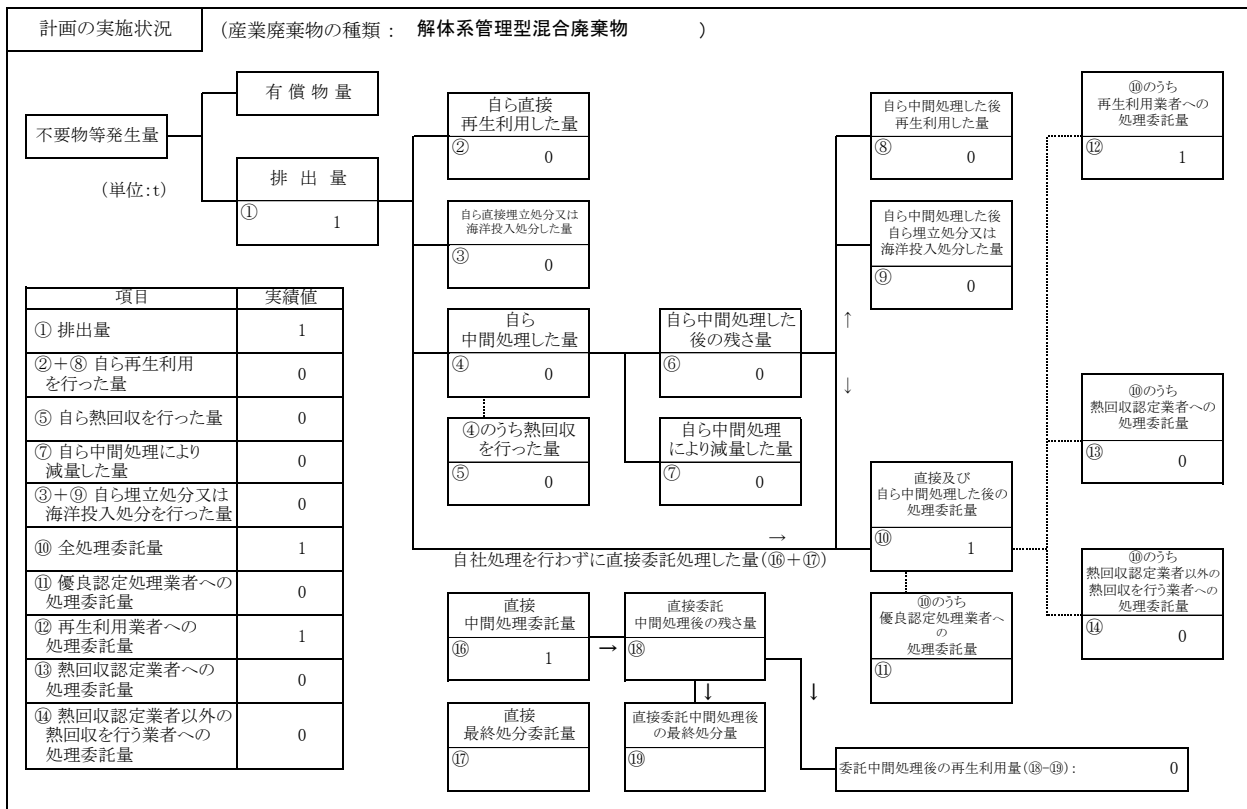 計画の実施状況
(産業廃棄物の種類： 解体系管理型混合廃棄物 )
不要物等発生量
(単位:t)
有 償 物 量
排 出 量
① 1
自ら直接
再生利用した量
② 0
自ら直接埋立処分又は
海洋投入処分した量
③ 0
自ら
中間処理した量
④ 0
④のうち熱回収
を行った量
⑤ 0
自ら中間処理した
後の残さ量
⑥ 0
自ら中間処理
により減量した量
⑦ 0
自ら中間処理した後
再生利用した量
⑧ 0
自ら中間処理した後
自ら埋立処分又は
海洋投入処分した量
⑨ 0
↑
↓
直接及び
自ら中間処理した後の
処理委託量
⑩ 1
→
自社処理を行わずに直接委託処理した量(⑯+⑰)
⑩のうち
優良認定処理業者へ
の
処理委託量
⑪
⑩のうち
再生利用業者への
処理委託量
⑫ 1
⑩のうち
熱回収認定業者への
処理委託量
⑬ 0
⑩のうち
熱回収認定業者以外の
熱回収を行う業者への
処理委託量
⑭ 0
直接
中間処理委託量
⑯ 1
→
直接委託
中間処理後の残さ量
⑱
↓
↓
直接
最終処分委託量
⑰
直接委託中間処理後
の最終処分量
⑲
委託中間処理後の再生利用量(⑱-⑲)： 0
項目 実績値
① 排出量 1
②+⑧ 自ら再生利用
を行った量 0
⑤ 自ら熱回収を行った量 0
⑦ 自ら中間処理により
減量した量 0
③+⑨ 自ら埋立処分又は
海洋投入処分を行った量 0
⑩ 全処理委託量 1
⑪ 優良認定処理業者への
処理委託量 0
⑫ 再生利用業者への
処理委託量 1
⑬ 熱回収認定業者への
処理委託量 0
⑭ 熱回収認定業者以外の
熱回収を行う業者への
処理委託量 0